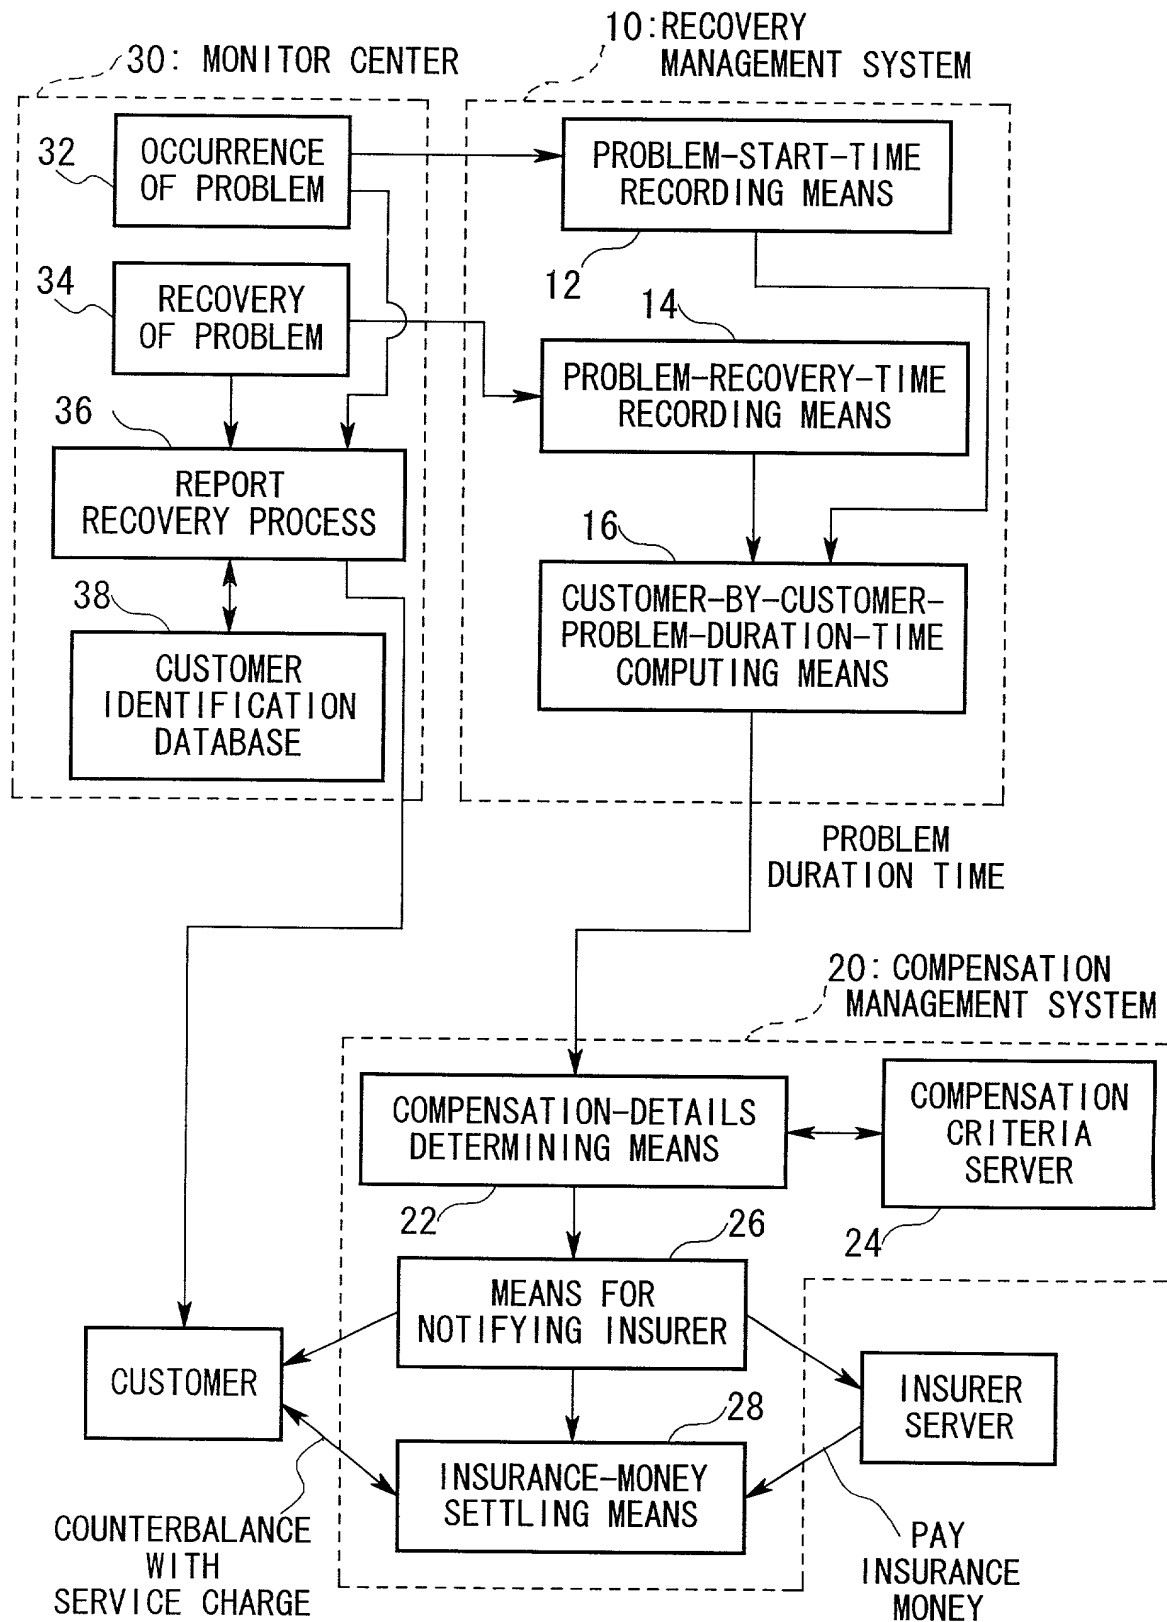 30: MONITOR CENTER
10:RECOVERY
MANAGEMENT SYSTEM
32
OCCURRENCE
OF PROBLEM
PROBLEM-START-TIME
RECORDING MEANS
12
34
RECOVERY
OF PROBLEM
14
PROBLEM-RECOVERY-TIME
RECORDING MEANS
36
REPORT
RECOVERY PROCESS
16
CUSTOMER-BY-CUSTOMER-
PROBLEM-DURATION-TIME
COMPUTING MEANS
38
CUSTOMER
IDENTIFICATION
DATABASE
PROBLEM
DURATION TIME
20: COMPENSATION
MANAGEMENT SYSTEM
COMPENSATION-DETAILS
DETERMINING MEANS
22
COMPENSATION
CRITERIA
SERVER
24
26
MEANS FOR
NOTIFYING INSURER
CUSTOMER
INSURER
SERVER
28
INSURANCE-MONEY
SETTLING MEANS
COUNTERBALANCE
WITH
SERVICE CHARGE
PAY
INSURANCE
MONEY